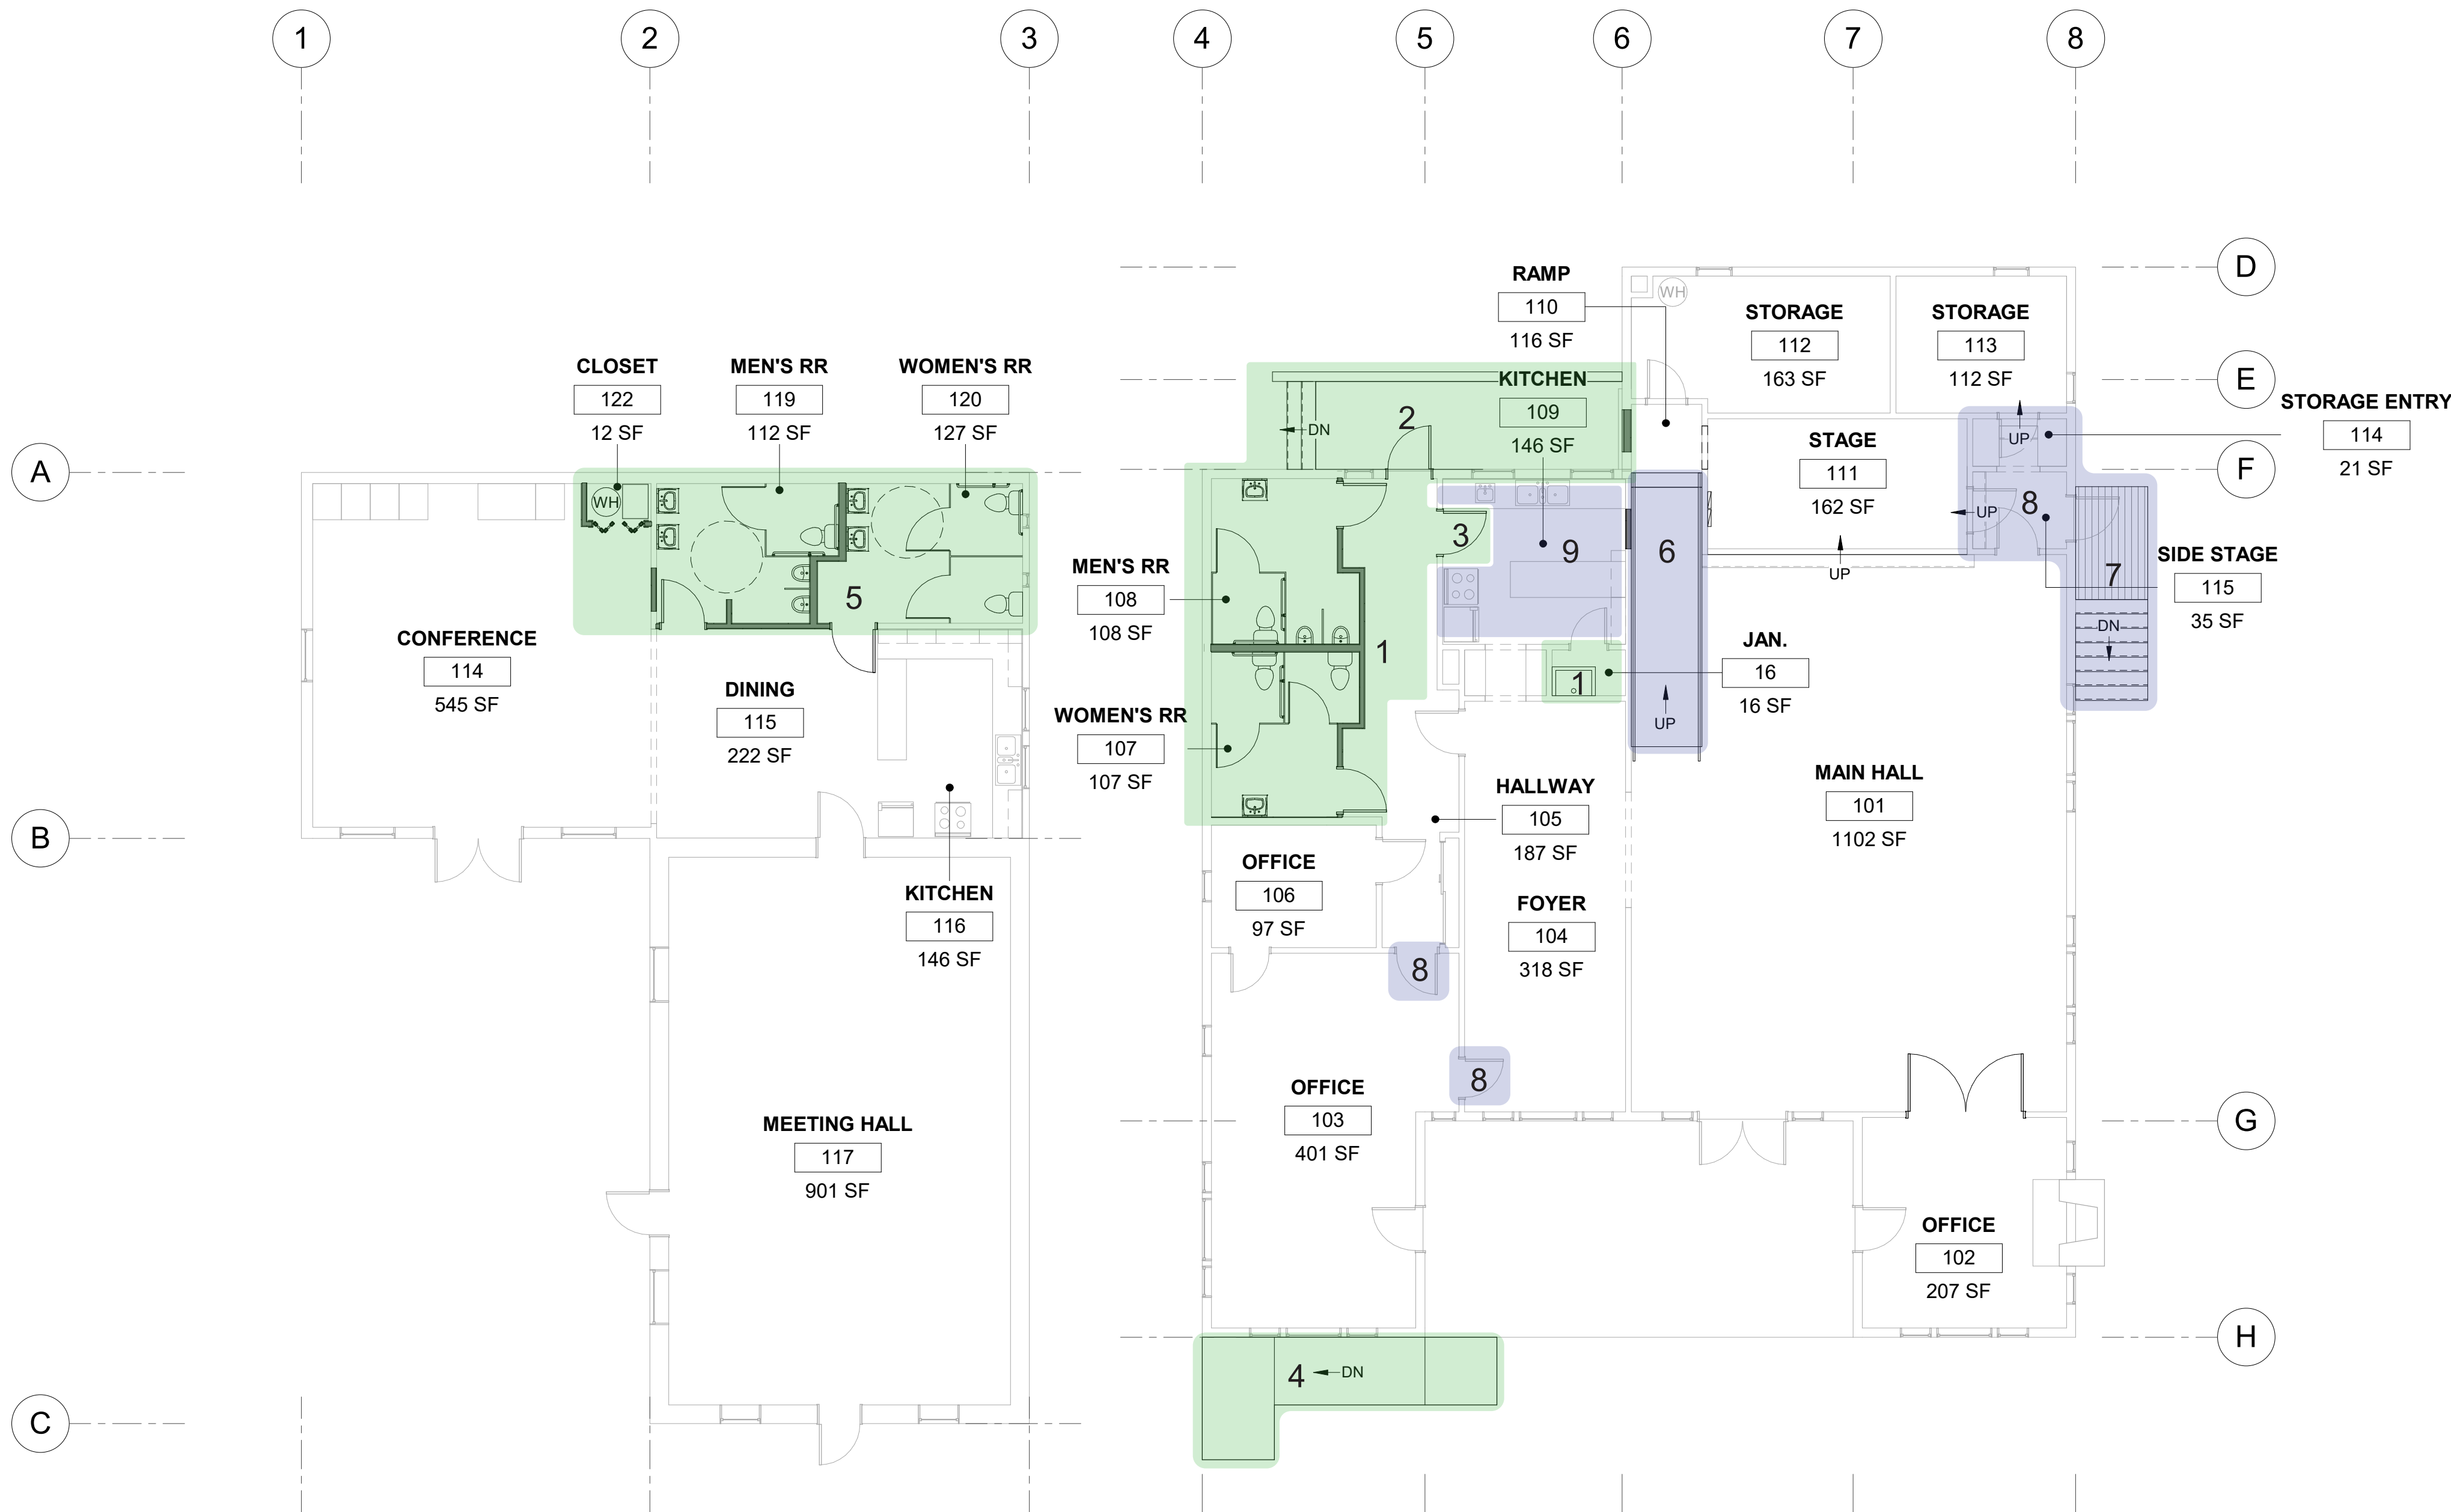 1
2
3
4
5
6
7
8
D
E
F
G
H
A
B
C
CLOSET
122
12 SF
MEN'S RR
119
112 SF
WOMEN'S RR
120
127 SF
WH
5
CONFERENCE
114
545 SF
DINING
115
222 SF
KITCHEN
116
146 SF
MEETING HALL
117
901 SF
RAMP
110
116 SF
KITCHEN
109
146 SF
2
DN
WH
STORAGE
112
163 SF
STORAGE
113
112 SF
STORAGE ENTRY
114
21 SF
STAGE
111
162 SF
UP
UP
UP
8
SIDE STAGE
115
35 SF
7
DN
3
9
6
UP
MEN'S RR
108
108 SF
1
WOMEN'S RR
107
107 SF
JAN.
16
16 SF
1
HALLWAY
105
187 SF
MAIN HALL
101
1102 SF
OFFICE
106
97 SF
FOYER
104
318 SF
8
8
OFFICE
103
401 SF
OFFICE
102
207 SF
4
DN